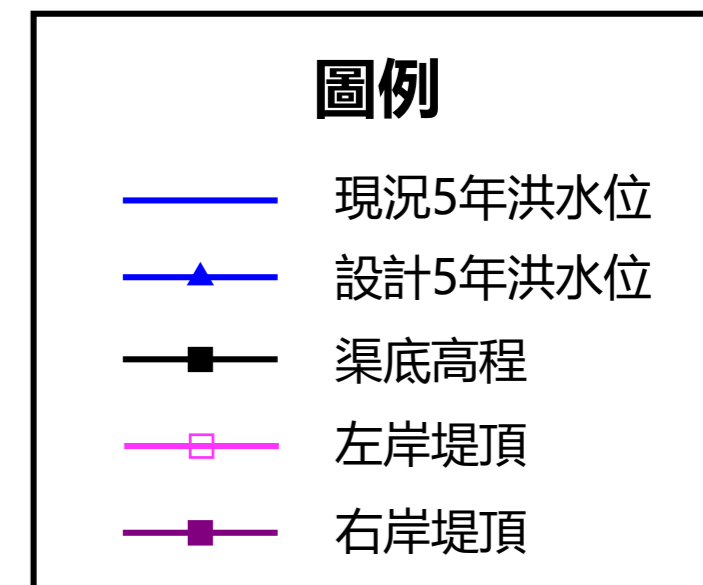 圖例
現況5年洪水位
設計5年洪水位
渠底高程
左岸堤頂
右岸堤頂